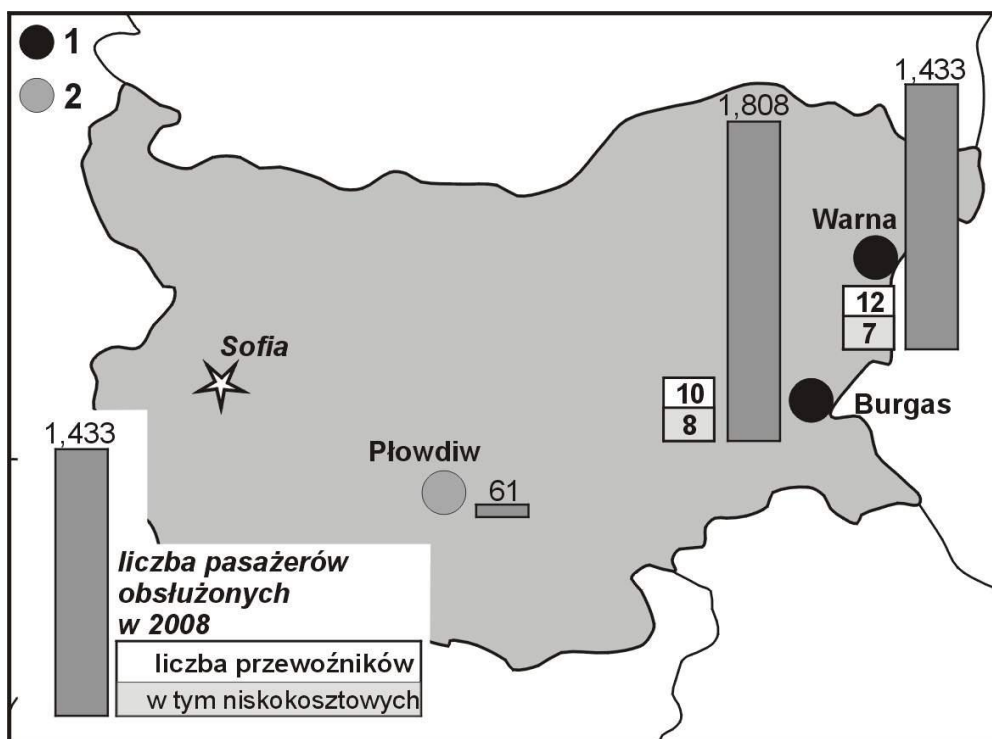 1
2
1,433
1,808
Warna
12
7
Sofia
10
8
Burgas
1,433
Płowdiw
61
liczba pasażerów
obsłużonych
w 2008
liczba przewoźników
w tym niskokosztowych